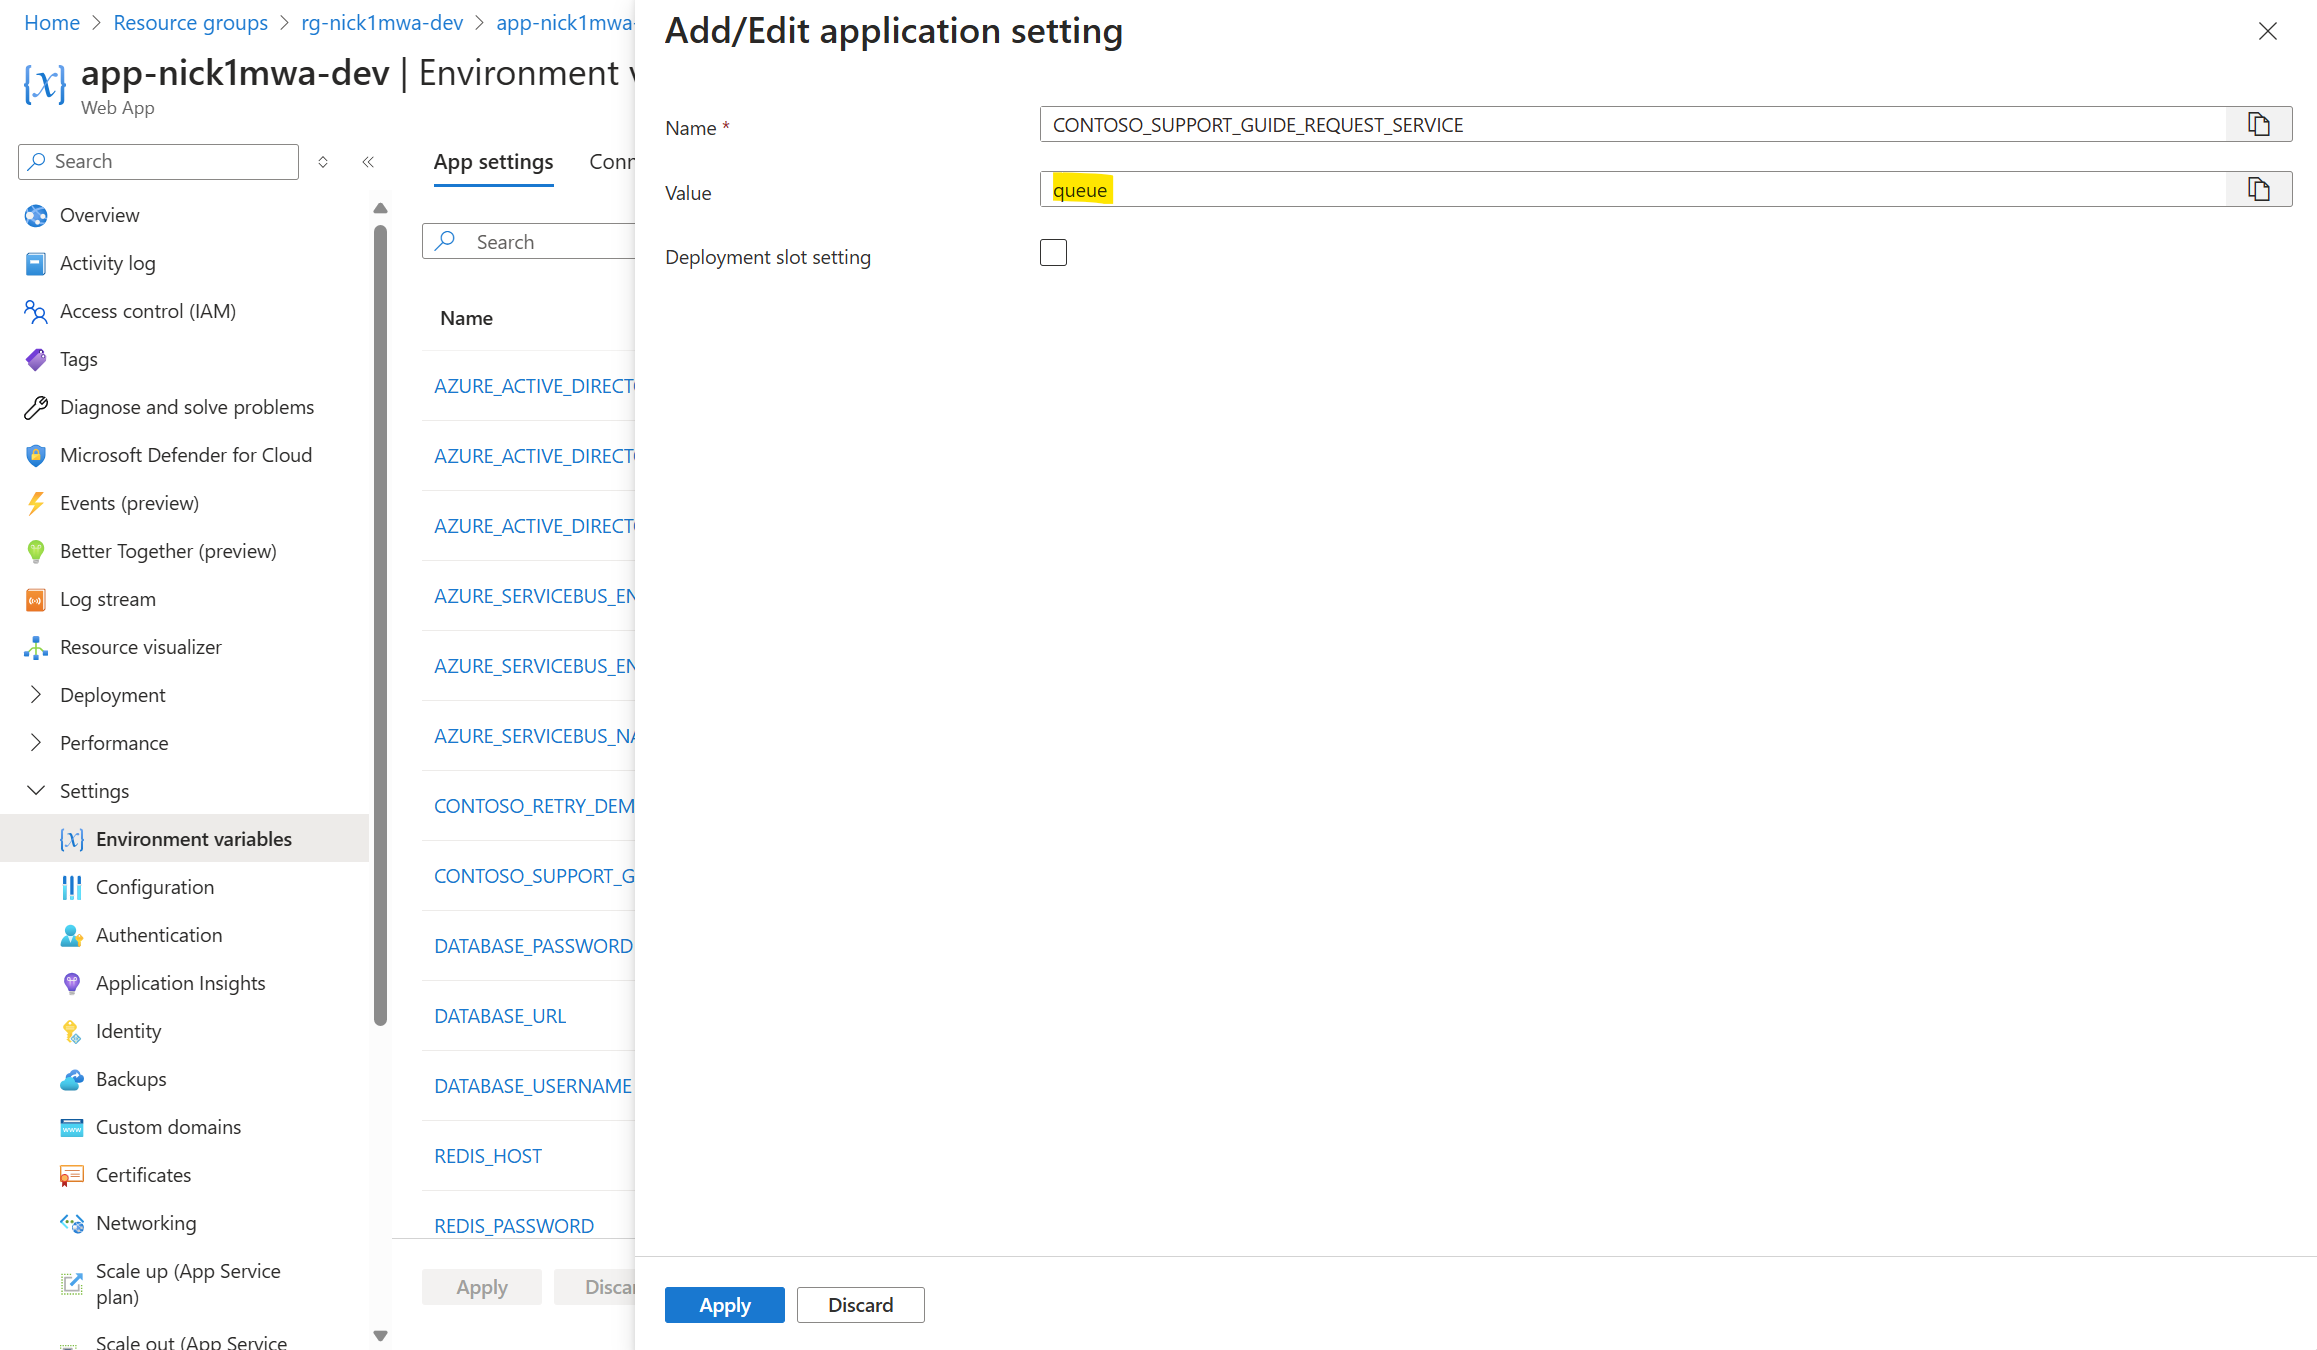 Home > Resource groups > rg-nick1mwa-dev > app-nick1mwa-
app-nick1mwa-dev | Environment v
Web App
Search
Overview
Activity log
Access control (IAM)
Tags
Diagnose and solve problems
Microsoft Defender for Cloud
Events (preview)
Better Together (preview)
Log stream
Resource visualizer
Deployment
Performance
Settings
Environment variables
Configuration
Authentication
Application Insights
Identity
Backups
Custom domains
Certificates
Networking
Scale up (App Service
plan)
Scale out (App Service
App settings Conn
Search
Name
AZURE_ACTIVE_DIRECTO
AZURE_ACTIVE_DIRECTO
AZURE_ACTIVE_DIRECTO
AZURE_SERVICEBUS_EN
AZURE_SERVICEBUS_EN
AZURE_SERVICEBUS_NA
CONTOSO_RETRY_DEM
CONTOSO_SUPPORT_G
DATABASE_PASSWORD
DATABASE_URL
DATABASE_USERNAME
REDIS_HOST
REDIS_PASSWORD
Apply Discar
Add/Edit application setting
Name * CONTOSO_SUPPORT_GUIDE_REQUEST_SERVICE
Value queue
Deployment slot setting
Apply Discard